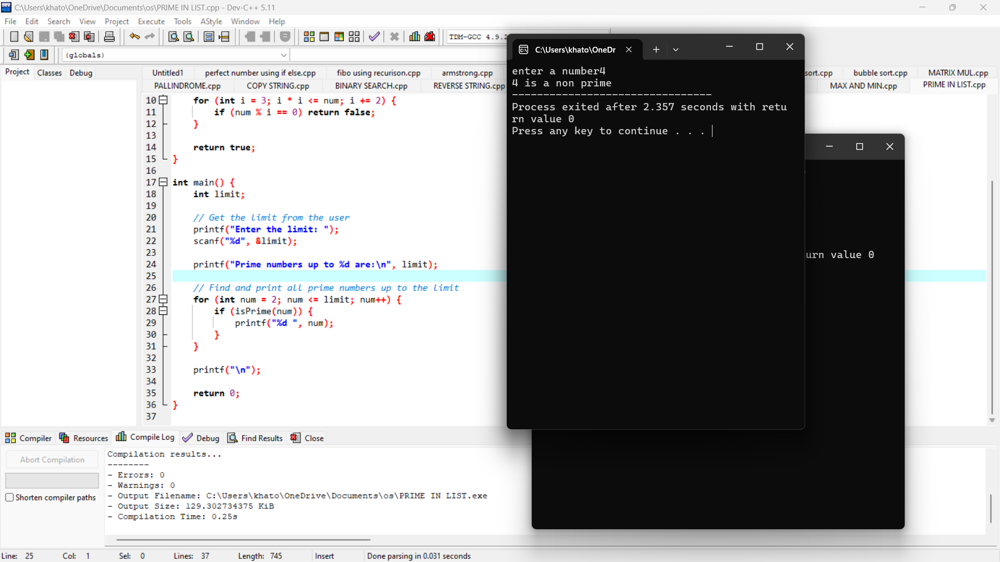 C:\Users\khato\OneDrive\Documents\os\PRIME IN LIST.cpp - Dev-C++ 5.11
File Edit Search View Project Execute Tools AStyle Window Help
TDM-GCC 4.9.2
(globals)
Project Classes Debug
Untitled1 perfect number using if else.cpp fibo using recurison.cpp armstrong.cpp sort.cpp bubble sort.cpp MATRIX MUL.cpp
PALLINDROME.cpp COPY STRING.cpp BINARY SEARCH.cpp REVERSE STRING.cpp MAX AND MIN.cpp PRIME IN LIST.cpp
10 for (int i = 3; i * i <= num; i += 2) {
11 if (num % i == 0) return false;
12 }
13
14 return true;
15 }
16
17 int main() {
18 int limit;
19
20 // Get the limit from the user
21 printf("Enter the limit: ");
22 scanf("%d", &limit);
23
24 printf("Prime numbers up to %d are:\n", limit);
25
26 // Find and print all prime numbers up to the limit
27 for (int num = 2; num <= limit; num++) {
28 if (isPrime(num)) {
29 printf("%d ", num);
30 }
31 }
32
33 printf("\n");
34
35 return 0;
36 }
37
C:\Users\khato\OneDr
enter a number4
4 is a non prime
--------------------------------
Process exited after 2.357 seconds with retu
rn value 0
Press any key to continue . . .
urn value 0
Compiler Resources Compile Log Debug Find Results Close
Abort Compilation
Shorten compiler paths
Compilation results...
--------
- Errors: 0
- Warnings: 0
- Output Filename: C:\Users\khato\OneDrive\Documents\os\PRIME IN LIST.exe
- Output Size: 129.302734375 KiB
- Compilation Time: 0.25s
Line: 25 Col: 1 Sel: 0 Lines: 37 Length: 745 Insert Done parsing in 0.031 seconds